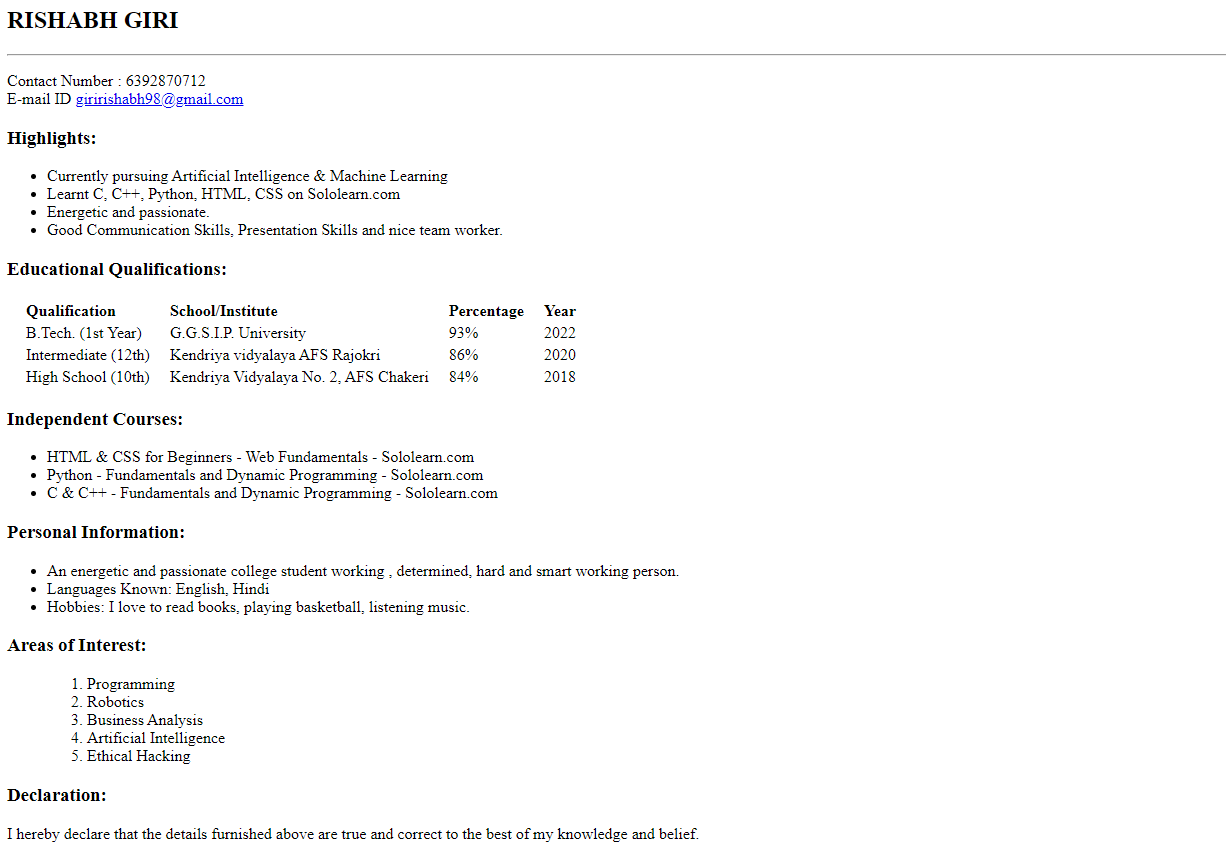 RISHABH GIRI
Contact Number : 6392870712
E-mail ID giririshabh98@gmail.com
Highlights:
• Currently pursuing Artificial Intelligence & Machine Learning
• Learnt C, C++, Python, HTML, CSS on Sololearn.com
• Energetic and passionate.
• Good Communication Skills, Presentation Skills and nice team worker.
Educational Qualifications:
Qualification School/Institute Percentage Year
B.Tech. (1st Year) G.G.S.I.P. University 93% 2022
Intermediate (12th) Kendriya vidyalaya AFS Rajokri 86% 2020
High School (10th) Kendriya Vidyalaya No. 2, AFS Chakeri 84% 2018
Independent Courses:
• HTML & CSS for Beginners - Web Fundamentals - Sololearn.com
• Python - Fundamentals and Dynamic Programming - Sololearn.com
• C & C++ - Fundamentals and Dynamic Programming - Sololearn.com
Personal Information:
• An energetic and passionate college student working , determined, hard and smart working person.
• Languages Known: English, Hindi
• Hobbies: I love to read books, playing basketball, listening music.
Areas of Interest:
1. Programming
2. Robotics
3. Business Analysis
4. Artificial Intelligence
5. Ethical Hacking
Declaration:
I hereby declare that the details furnished above are true and correct to the best of my knowledge and belief.